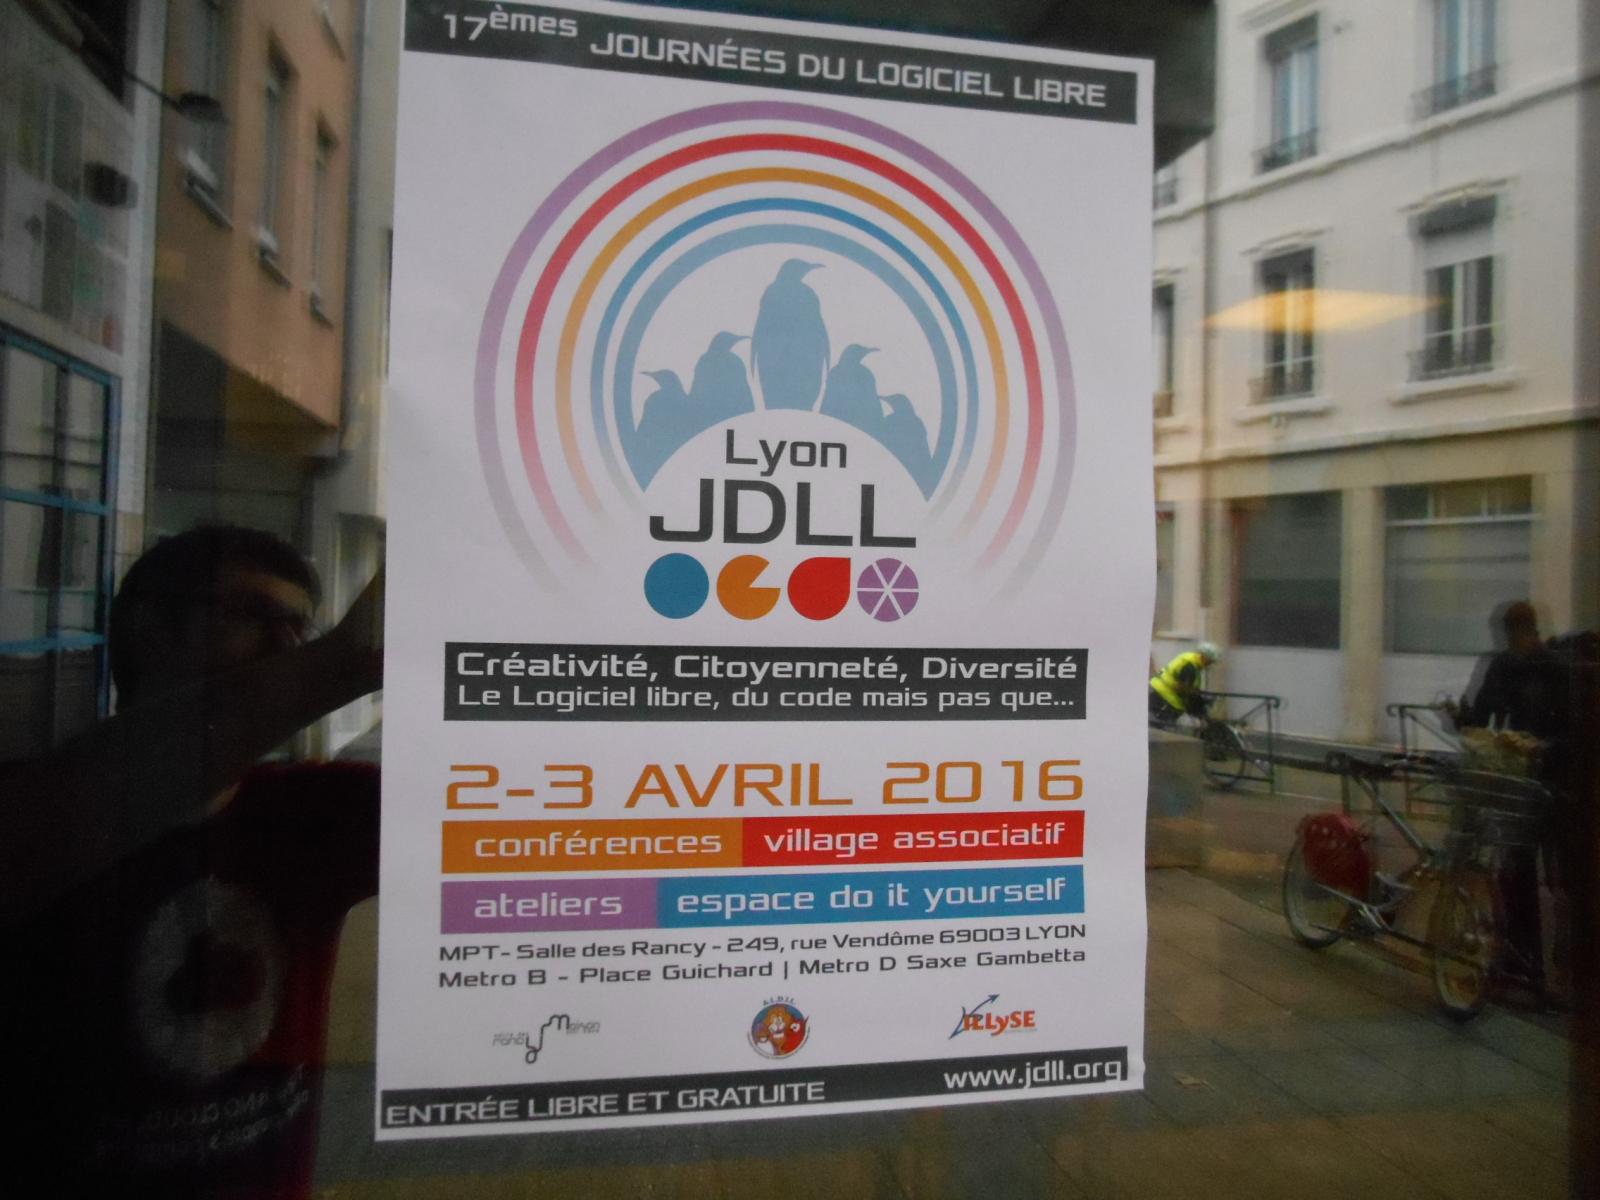 17èmes JOURNÉES DU LOGICIEL LIBRE
Lyon
JDLL
Créativité, Citoyenneté, Diversité
Le Logiciel libre, du code mais pas que...
2-3 AVRIL 2016
conférences village associatif
ateliers espace do it yourself
MPT- Salle des Rancy - 249, rue Vendôme 69003 LYON
Metro B - Place Guichard | Metro D Saxe Gambetta
Maison
A.L.D.I.L.
ILLYSE
www.jdll.org
ENTRÉE LIBRE ET GRATUITE